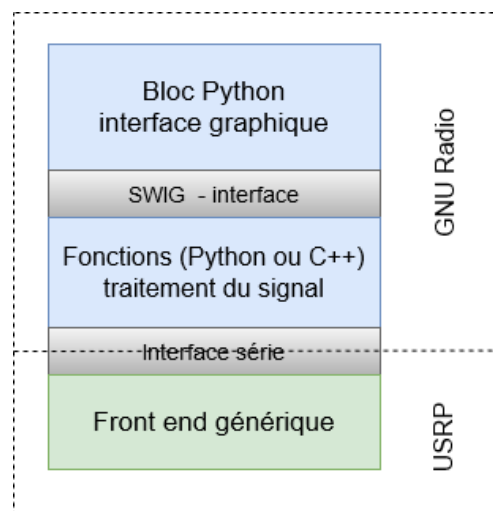 Bloc Python
interface graphique
SWIG - interface
Fonctions (Python ou C++)
traitement du signal
Interface série
Front end générique
GNU Radio
USRP